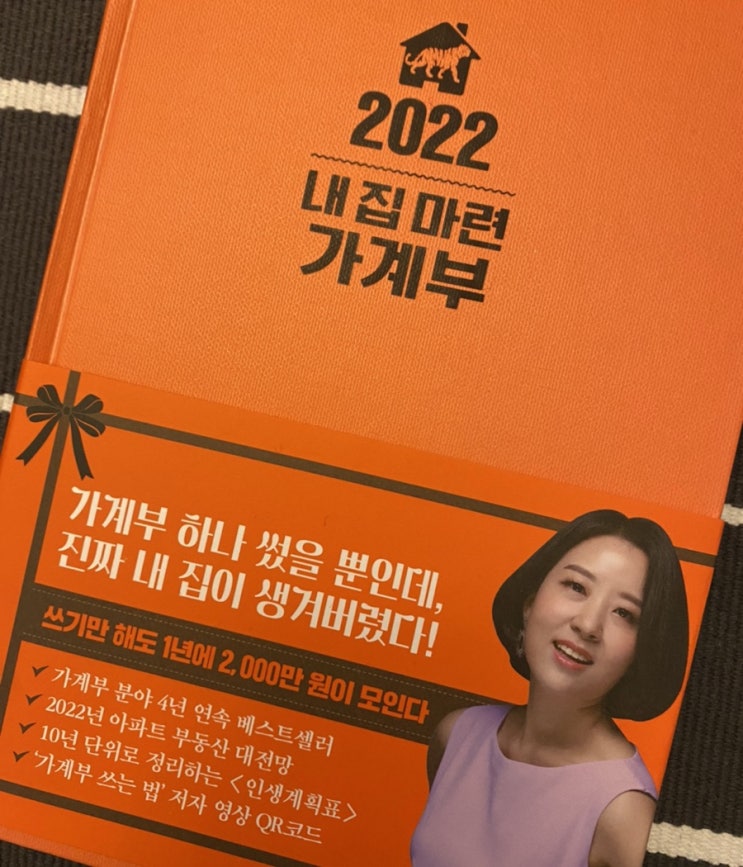 2022
내 집 마련
가계부
가계부 하나 썼을 뿐인데,
진짜 내 집이 생겨버렸다!
쓰기만 해도 1년에 2,000만 원이 모인다
가계부 분야 4년 연속 베스트셀러
2022년 아파트 부동산 대전망
10년 단위로 정리하는 <인생계획표>
'가계부 쓰는 법' 저자 영상 QR코드